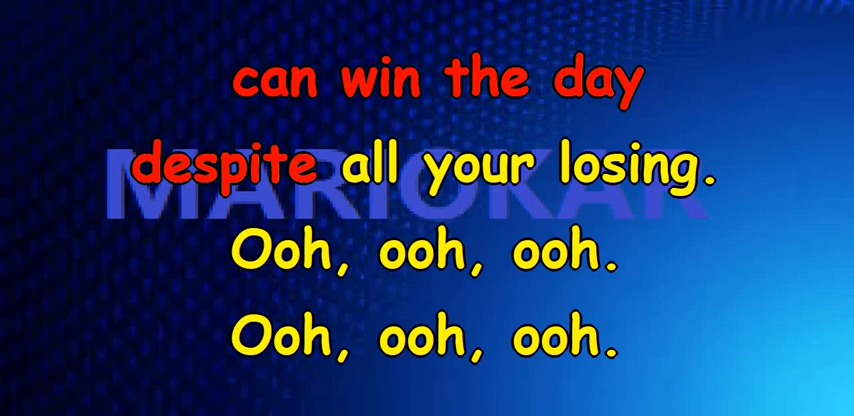 can win the day
despite all your losing.
MARIOKAR
Ooh, ooh, ooh.
Ooh, ooh, ooh.